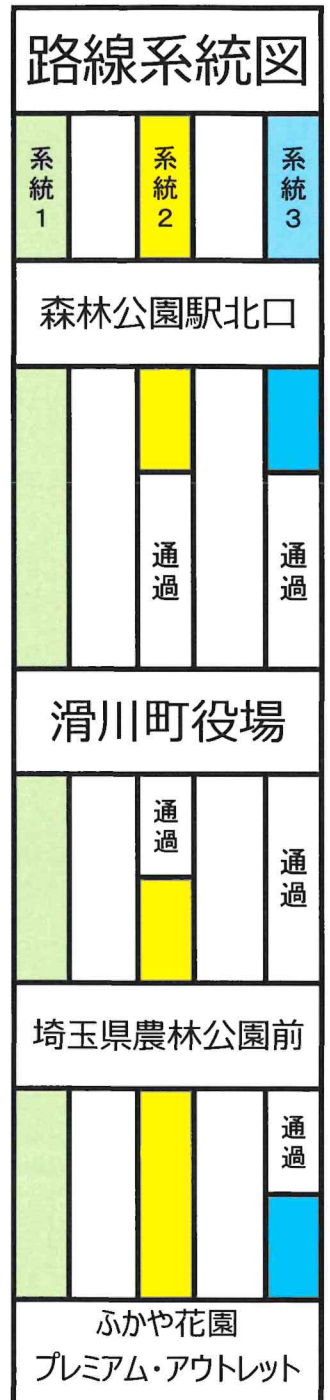 路線系統図
系統1
系統2
系統3
森林公園駅北口
通過
通過
滑川町役場
通過
通過
埼玉県農林公園前
通過
ふかや花園
プレミアム・アウトレット